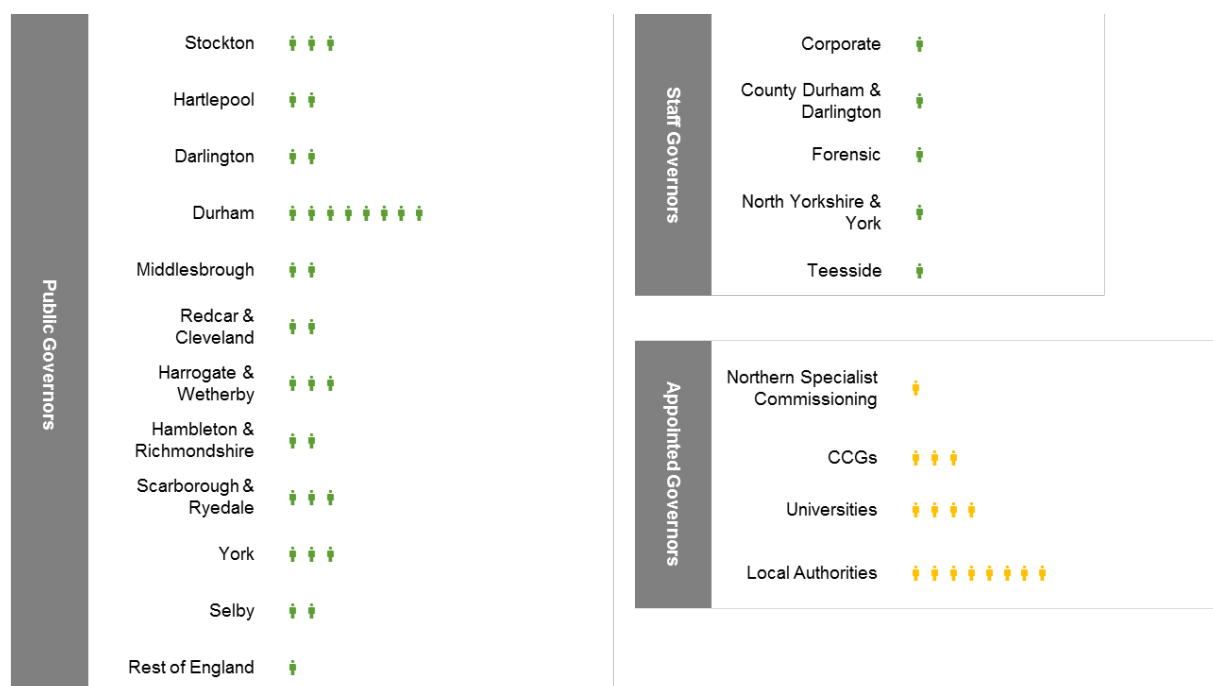 Public Governors
Stockton
Hartlepool
Darlington
Durham
Middlesbrough
Redcar &
Cleveland
Harrogate &
Wetherby
Hambleton &
Richmondshire
Scarborough &
Ryedale
York
Selby
Rest of England
Staff Governors
Corporate
County Durham &
Darlington
Forensic
North Yorkshire &
York
Teesside
Appointed Governors
Northern Specialist
Commissioning
CCGs
Universities
Local Authorities